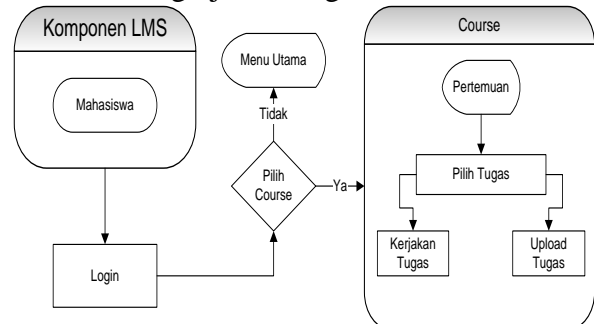 Komponen LMS
Mahasiswa
Login
Menu Utama
Tidak
Pilih
Course
Ya
Course
Pertemuan
Pilih Tugas
Kerjakan
Tugas
Upload
Tugas